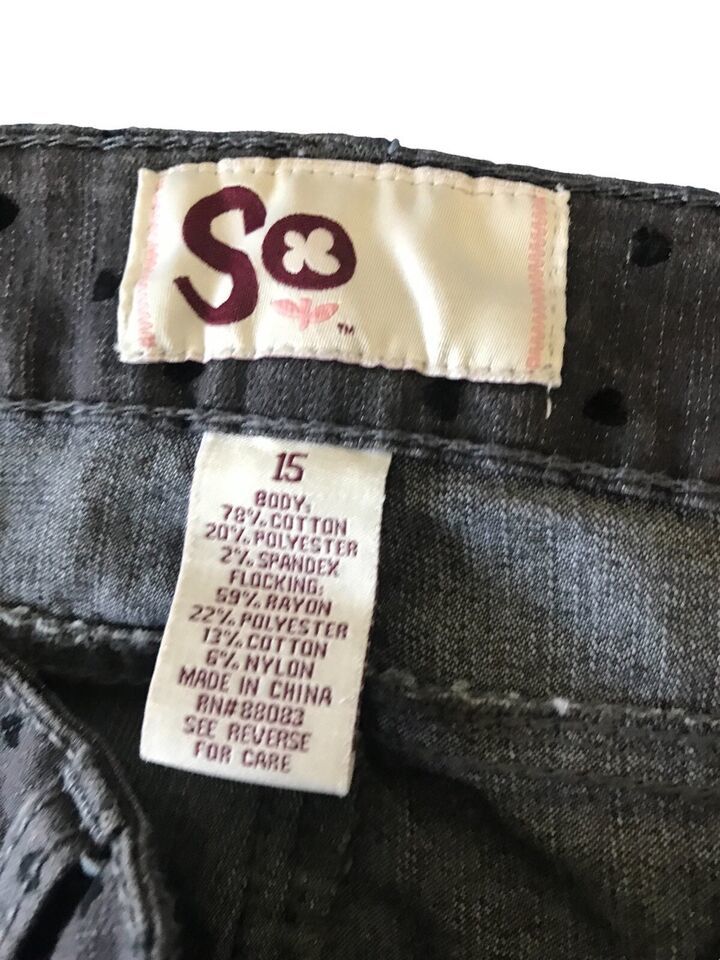 So
TM
15
BODY:
78% COTTON
20% POLYESTER
2% SPANDEX
FLOCKING:
59% RAYON
22% POLYESTER
13% COTTON
6% NYLON
MADE IN CHINA
RN#88083
SEE REVERSE
FOR CARE